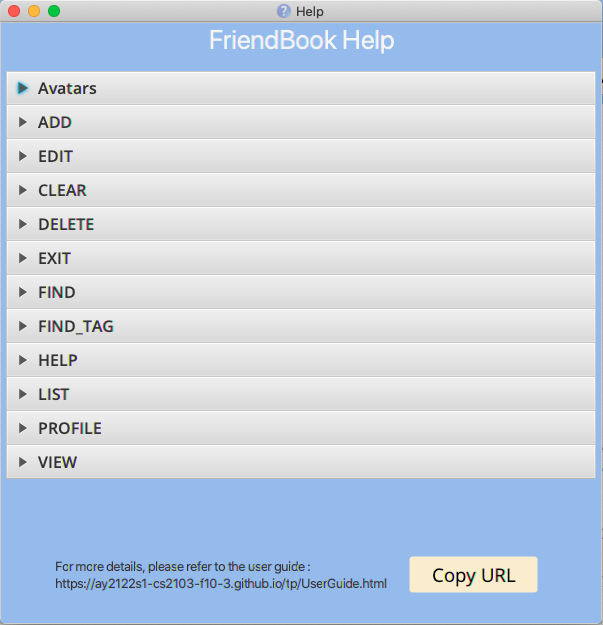 Help
FriendBook Help
Avatars
ADD
EDIT
CLEAR
DELETE
EXIT
FIND
FIND_TAG
HELP
LIST
PROFILE
VIEW
For more details, please refer to the user guide :
https://ay2122s1-cs2103-f10-3.github.io/tp/UserGuide.html
Copy URL